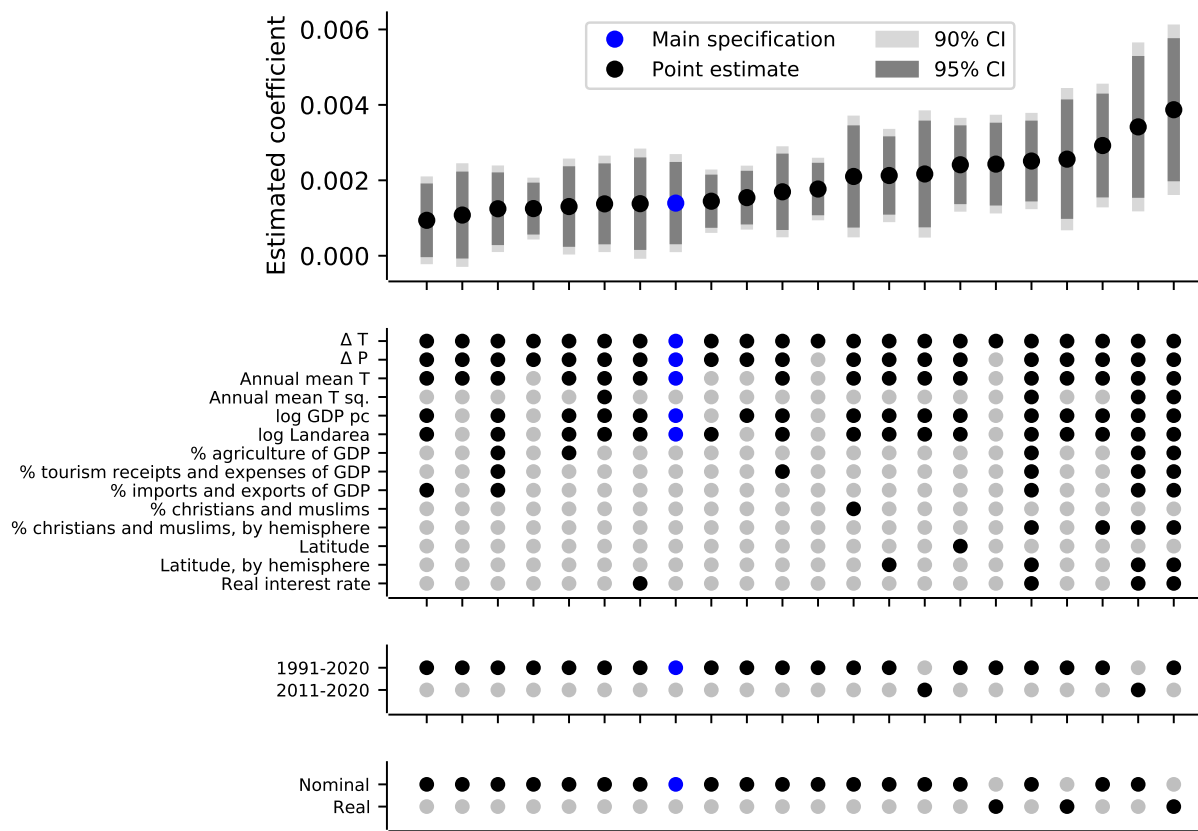 Estimated coefficient
0.006
0.004
0.002
0.000
Main specification
Point estimate
90% CI
95% CI
Δ T
Δ P
Annual mean T
Annual mean T sq.
log GDP pc
log Landarea
% agriculture of GDP
% tourism receipts and expenses of GDP
% imports and exports of GDP
% christians and muslims
% christians and muslims, by hemisphere
Latitude
Latitude, by hemisphere
Real interest rate
1991-2020
2011-2020
Nominal
Real